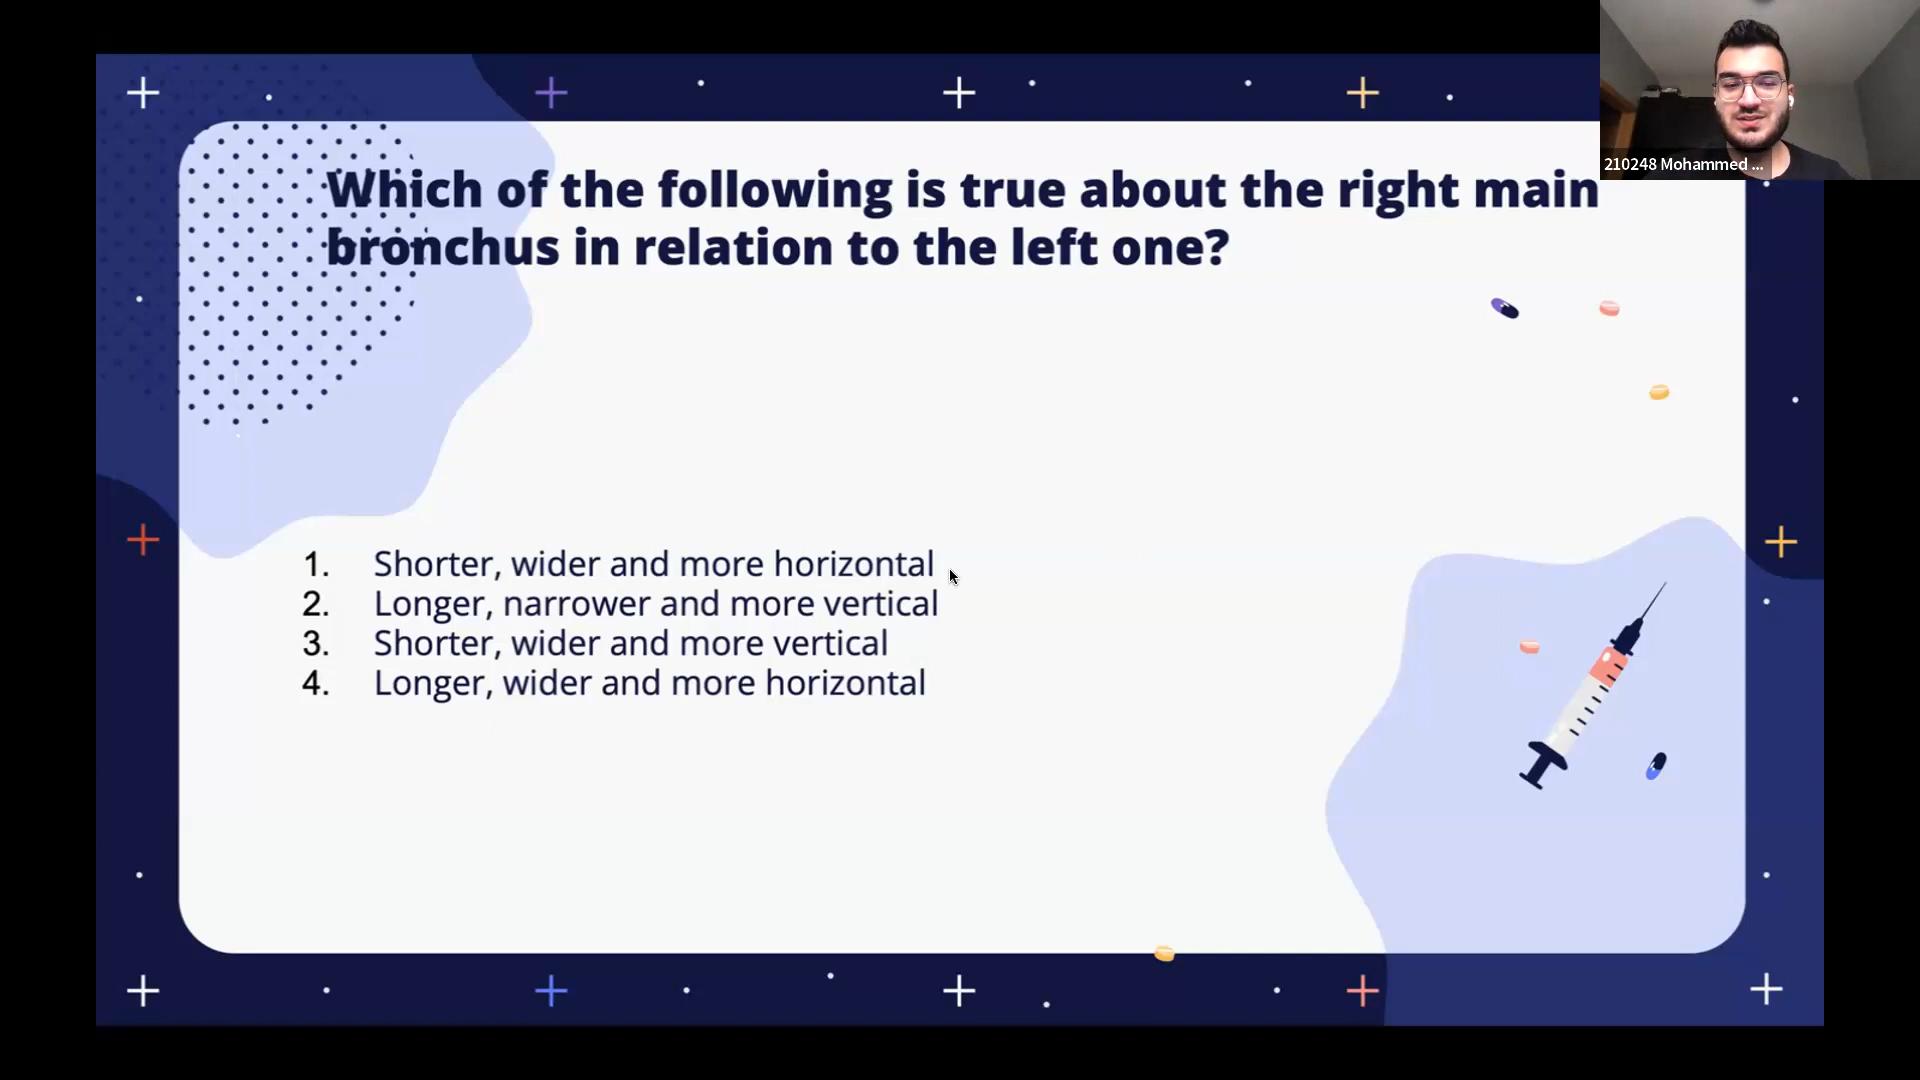 Which of the following is true about the right main
bronchus in relation to the left one?
210248 Mohammed ...
1. Shorter, wider and more horizontal
2. Longer, narrower and more vertical
3. Shorter, wider and more vertical
4. Longer, wider and more horizontal